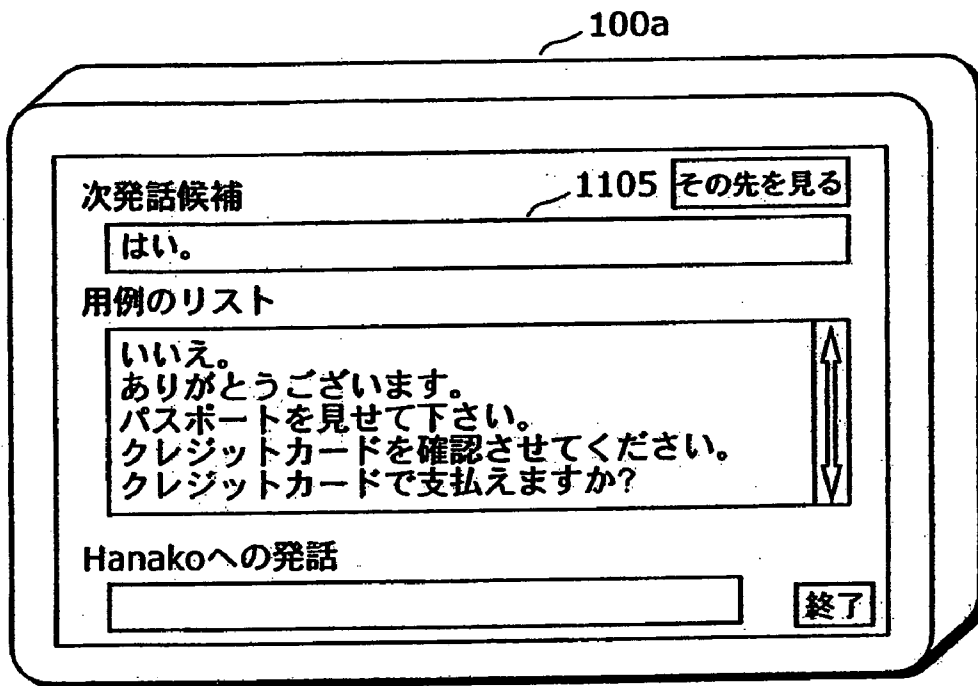 100a
次発話候補
1105
その先を見る
はい。
用例のリスト
いいえ。
ありがとうございます。
パスポートを見せて下さい。
クレジットカードを確認させてください。
クレジットカードで支払えますか?
Hanakoへの発話
終了